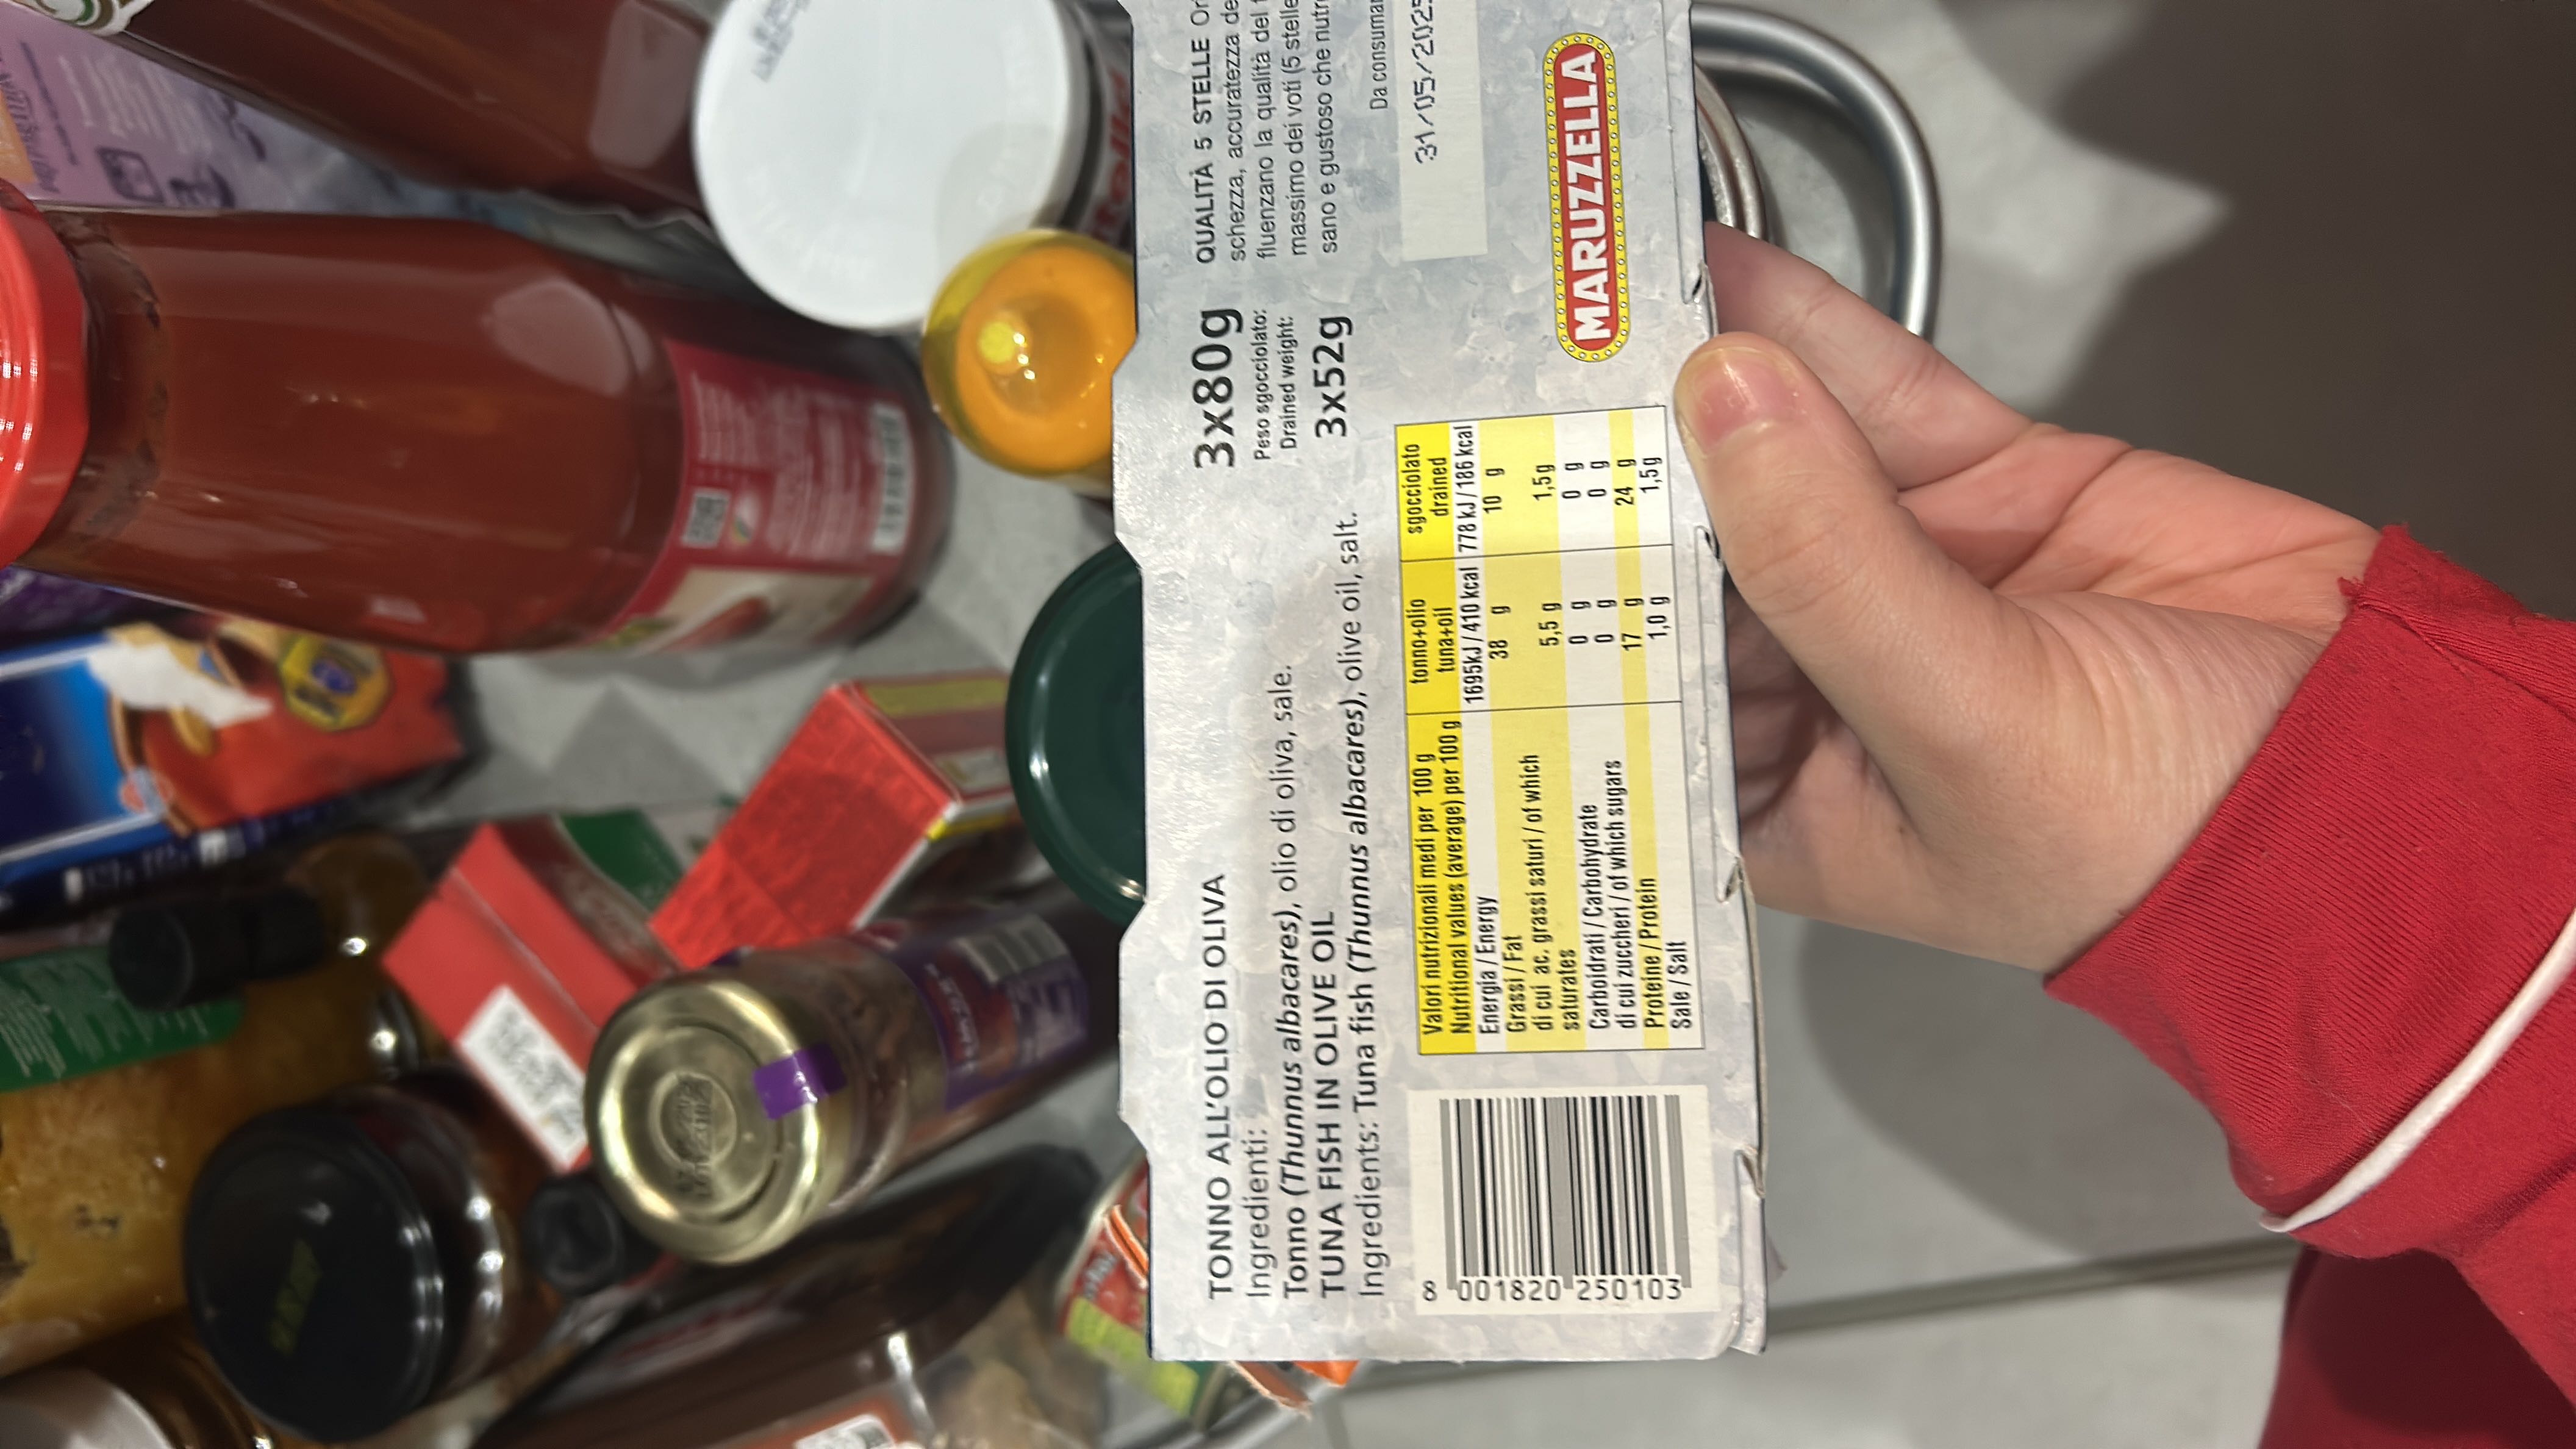 TONNO ALL'OLIO DI OLIVA
Ingredienti:
Tonno (Thunnus albacares), olio di oliva, sale.
TUNA FISH IN OLIVE OIL
Ingredients: Tuna fish (Thunnus albacares), olive oil, salt.
3x80g
Peso sgocciolato:
Drained weight:
3x52g
QUALITÀ 5 STELLE
schezza, accuratezza
fluenzano la qualità del
massimo dei voti (5 stelle
sano e gustoso che
Da
31/05/202
MARUZZELLA
Valori nutrizionali medi per 100 g tonno+olio sgocciolato
Nutritional values (average) per 100 g tuna+oil drained
Energia / Energy 1695kJ / 410 kcal 778 kJ / 186 kcal
Grassi / Fat 38 g 10 g
di cui ac. grassi saturi / of which
saturates 5,5 g 1,5g
Carboidrati / Carbohydrate 0 g 0 g
di cui zuccheri / of which sugars 0 g 0 g
Proteine / Protein 17 g 24 g
Sale / Salt 1,0 g 1,5g
8 001820 250103